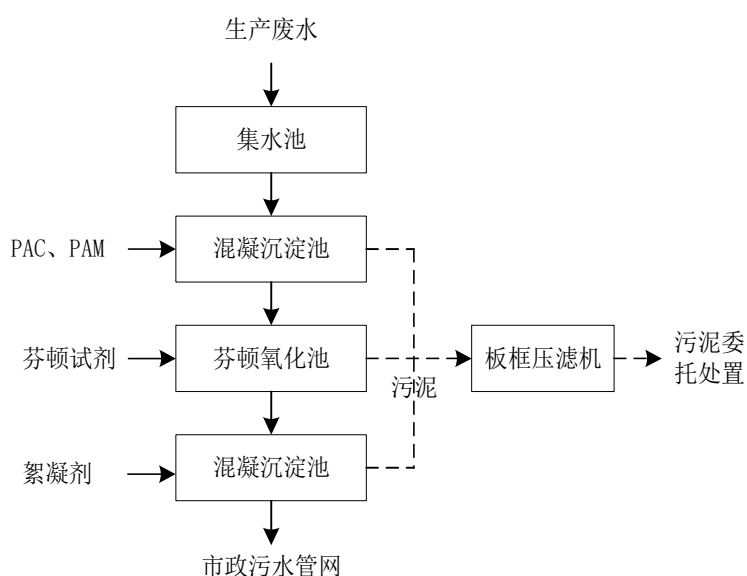 生产废水
集水池
PAC、PAM
混凝沉淀池
芬顿试剂
芬顿氧化池
污泥
板框压滤机
污泥委
托处置
絮凝剂
混凝沉淀池
市政污水管网